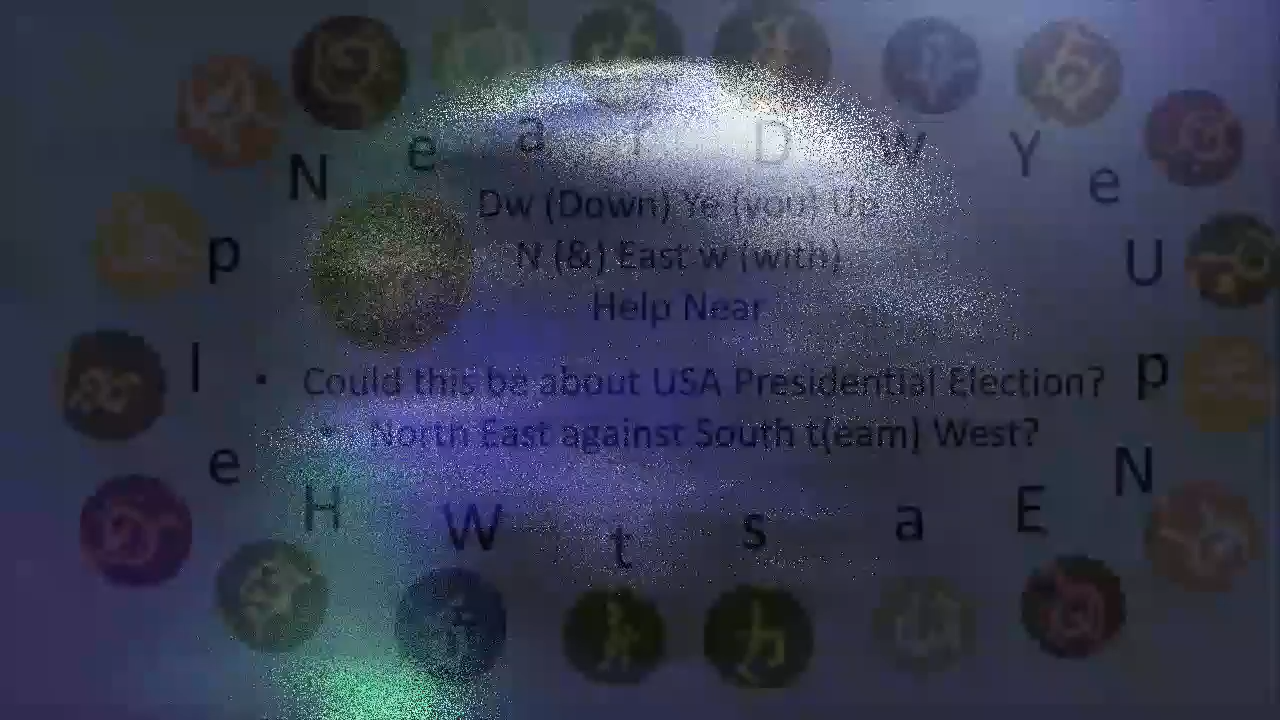 N e a r D w Y e U p N E a s t W H e l p
Dw (Down) Ye (you) Up
N (&) East w (with)
Help Near
• Could this be about USA Presidential Election?
• North East against South t(eam) West?